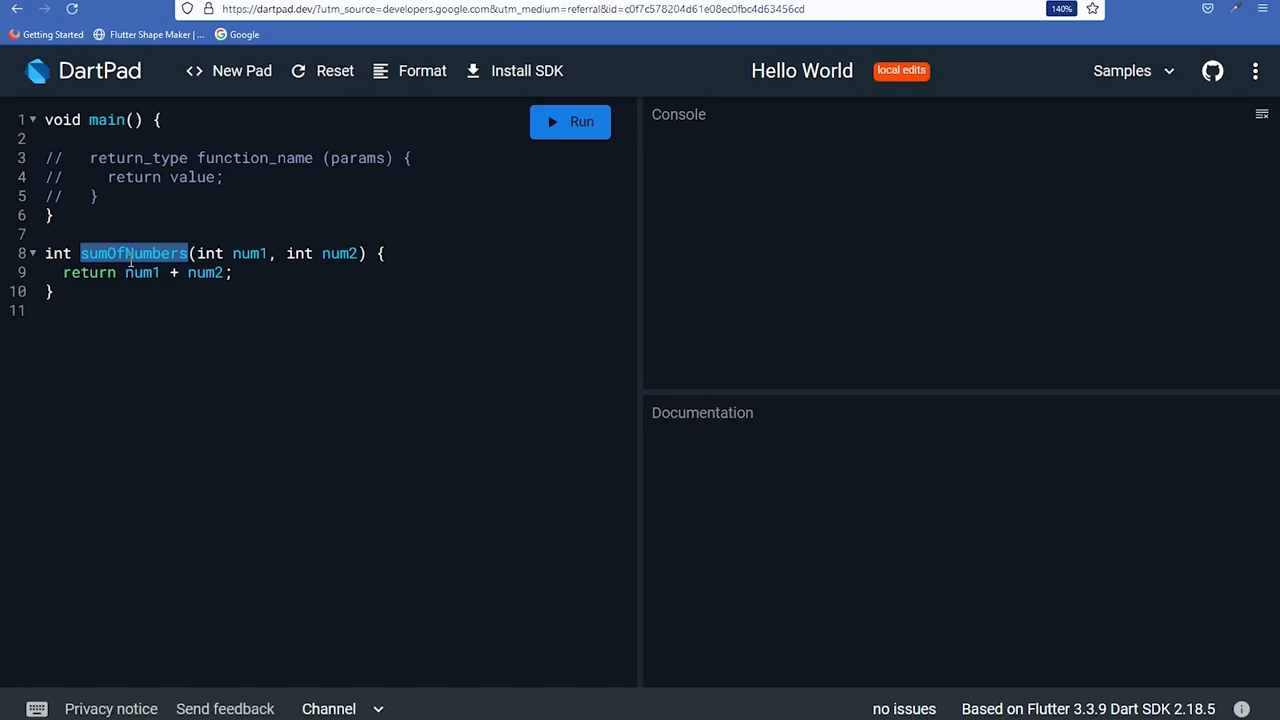 https://dartpad.dev/?utm_source=developers.google.com&utm_medium=referral&id=c0f7c578204d61e08ec0fbc4d63456cd
140%
Getting Started
Flutter Shape Maker | ...
Google
DartPad
<> New Pad
Reset
Format
Install SDK
Hello World
local edits
Samples
1 void main() {
2
3 //   return_type function_name (params) {
4 //     return value;
5 //   }
6 }
7
8 int sumOfNumbers(int num1, int num2) {
9   return num1 + num2;
10 }
11
Run
Console
Documentation
Privacy notice
Send feedback
Channel
no issues
Based on Flutter 3.3.9 Dart SDK 2.18.5